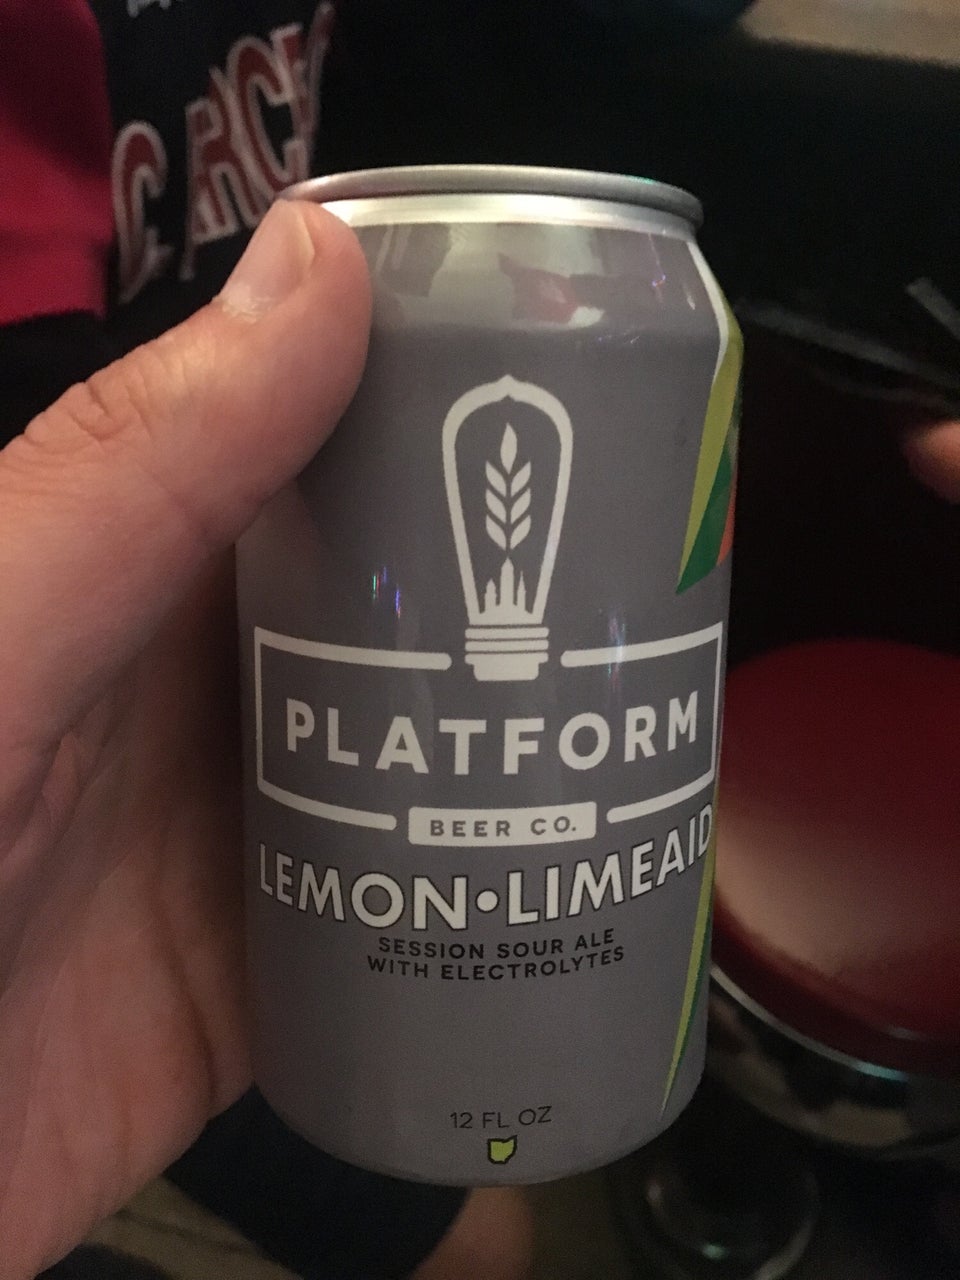 PLATFORM
BEER CO.
LEMON•LIMEAID
SESSION SOUR ALE
WITH ELECTROLYTES
12 FL OZ